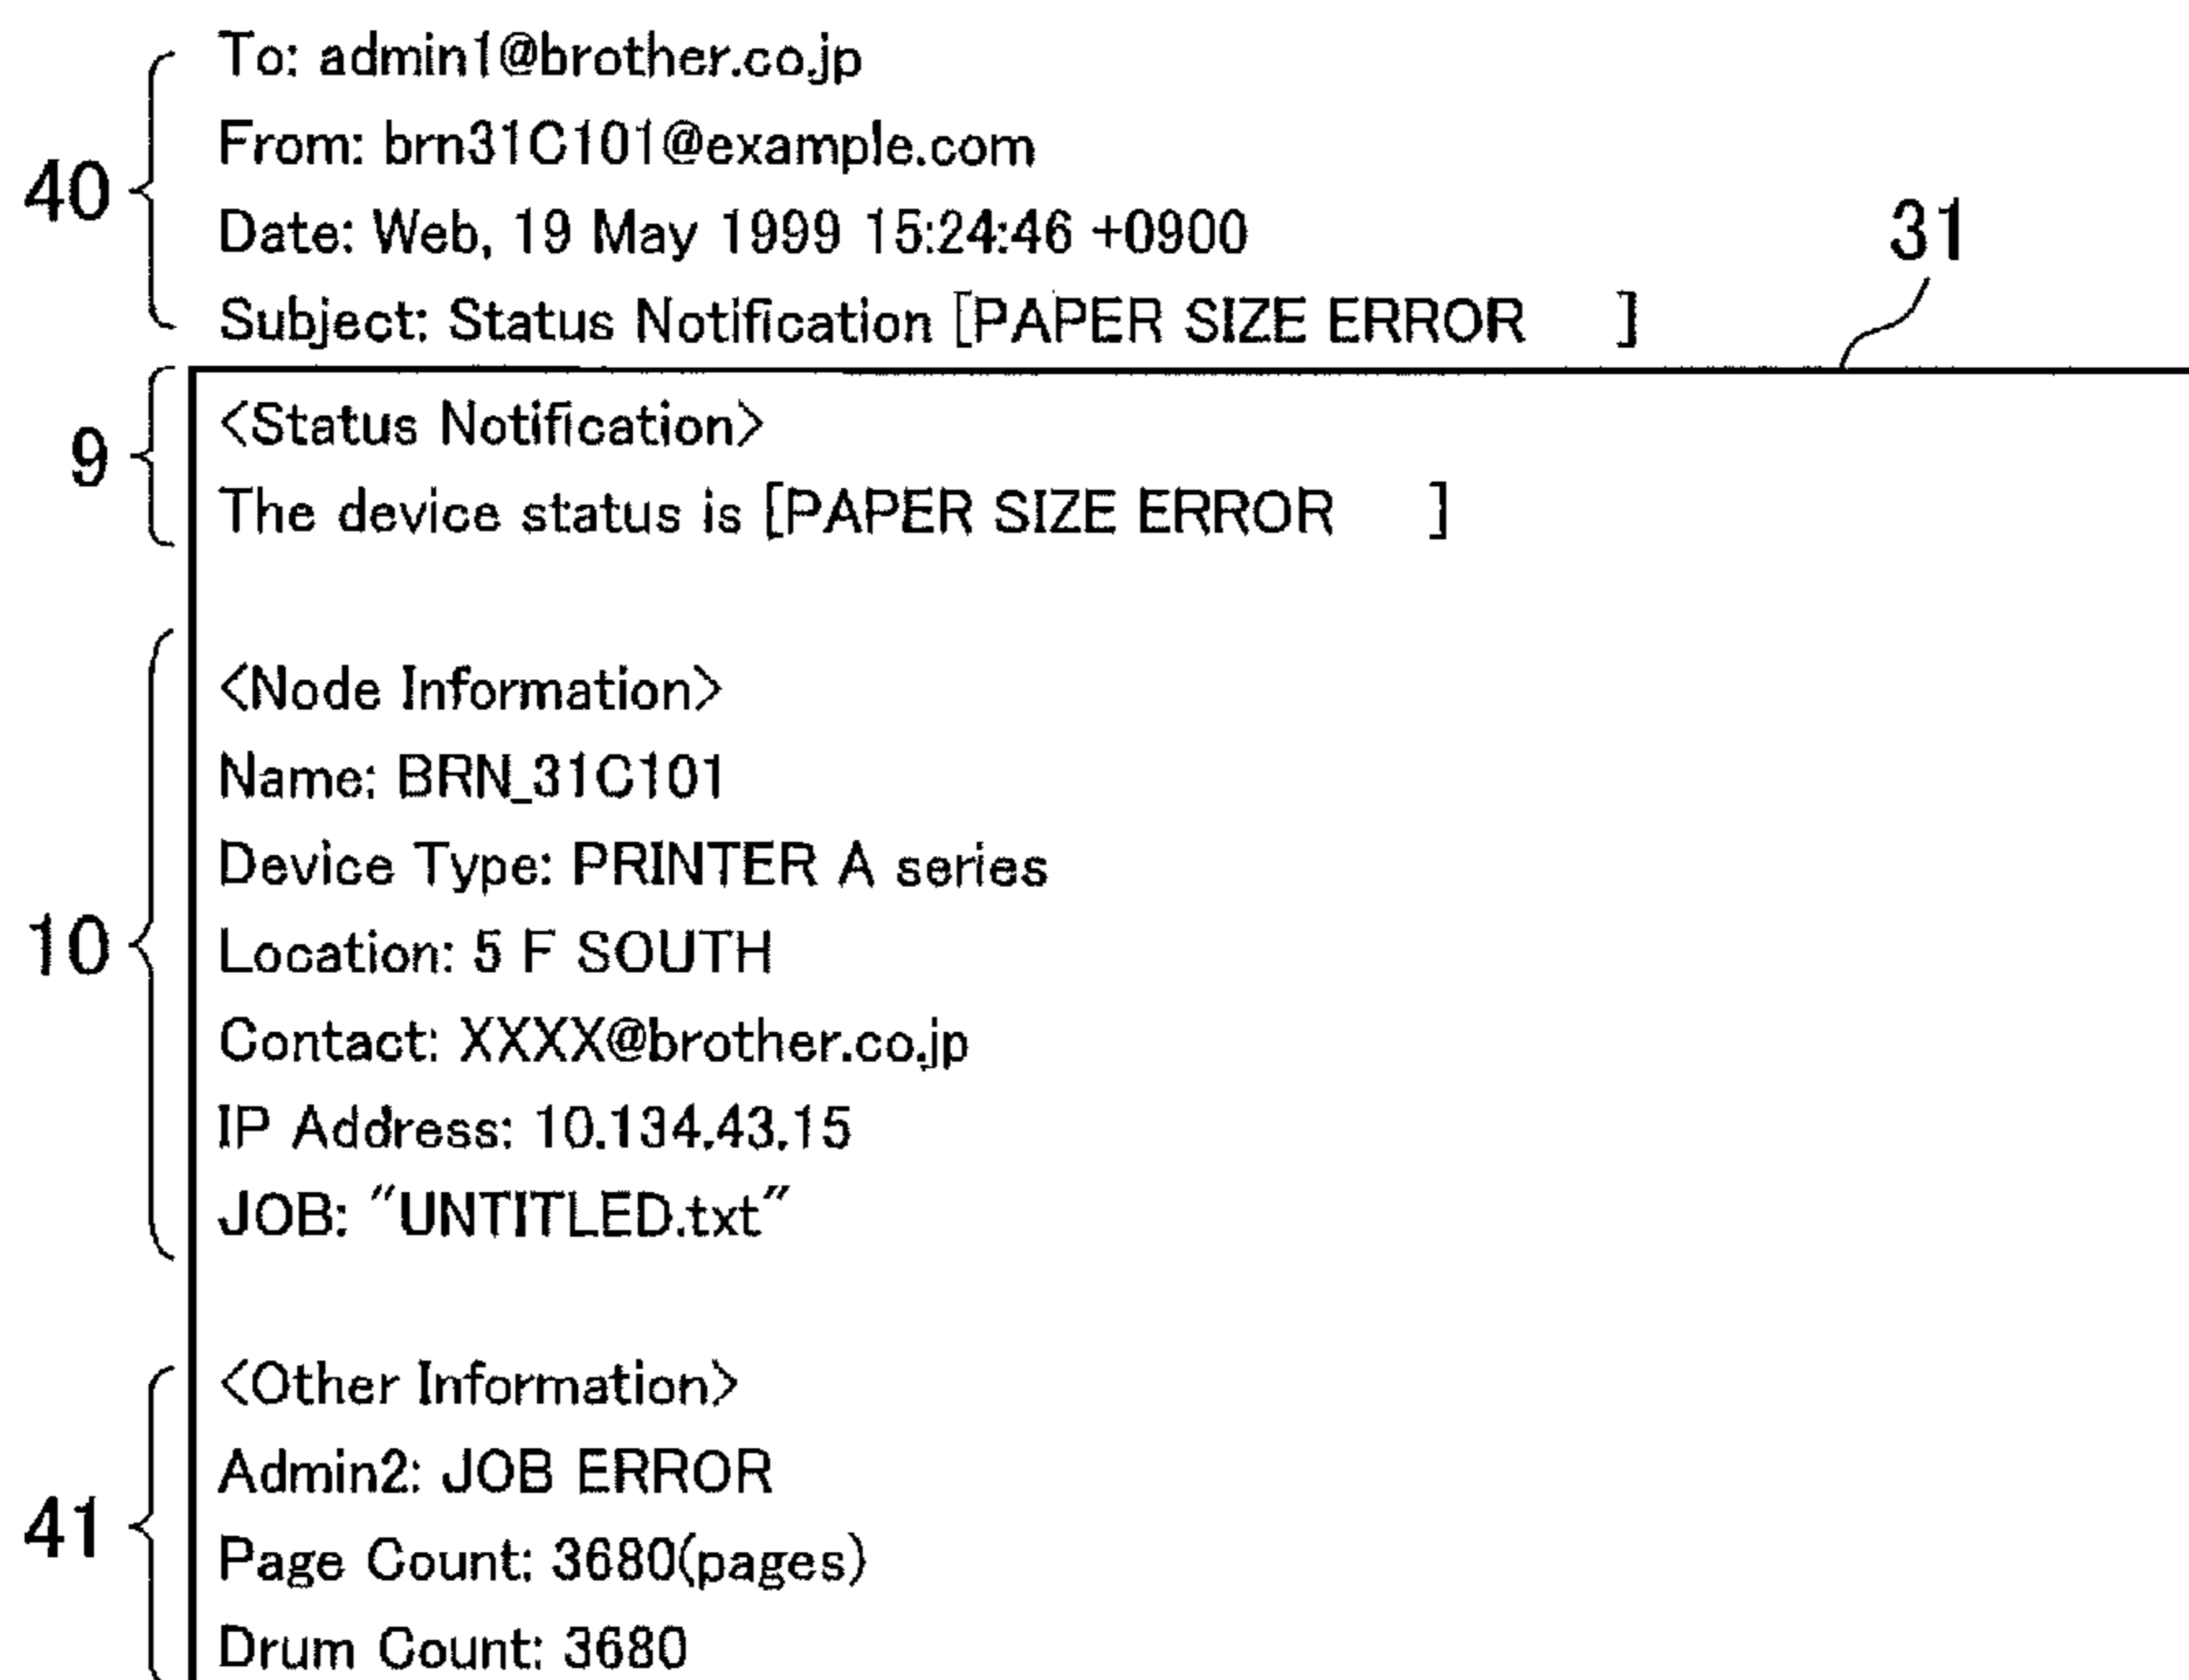 To: admin1@brother.co.jp
From: brn31C101@example.com
40
Date: Web, 19 May 1999 15:24:46 +0900
31
Subject: Status Notification [PAPER SIZE ERROR ]
<Status Notification>
9
The device status is [PAPER SIZE ERROR ]
<Node Information>
Name: BRN_31C101
Device Type: PRINTER A series
10
Location: 5 F SOUTH
Contact: XXXX@brother.co.jp
IP Address: 10.134.43.15
JOB: "UNTITLED.txt"
<Other Information>
Admin2: JOB ERROR
41
Page Count: 3680(pages)
Drum Count: 3680